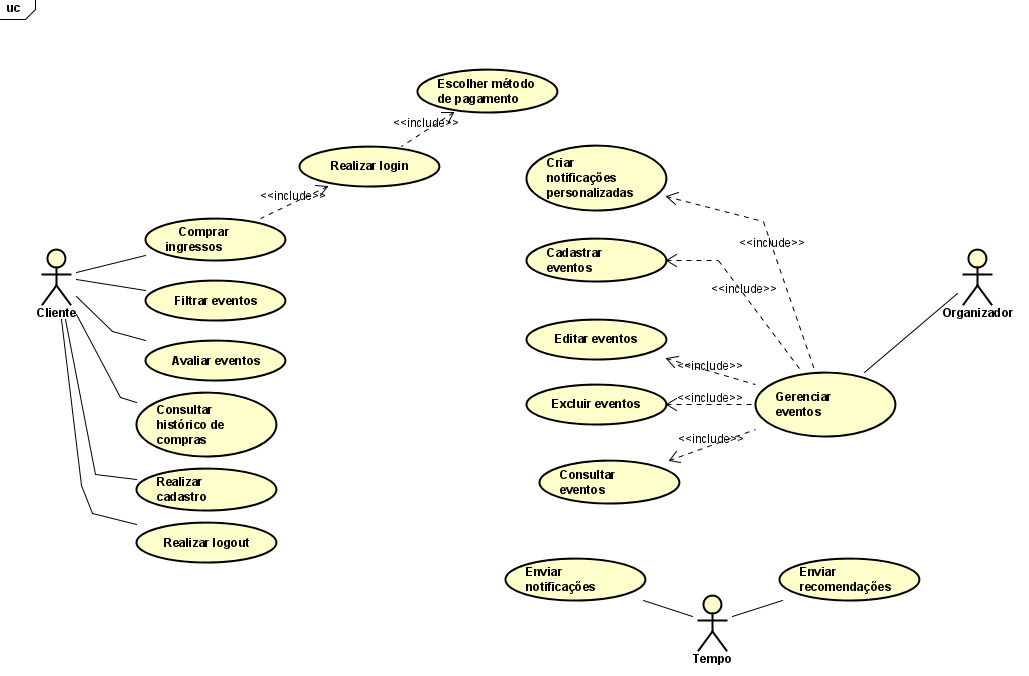 uc
Escolher método
de pagamento
<<include>>
Realizar login
<<include>>
Comprar
ingressos
Filtrar eventos
Avaliar eventos
Consultar
histórico de
compras
Realizar
cadastro
Realizar logout
Cliente
Criar
notificações
personalizadas
<<include>>
Cadastrar
eventos
<<include>>
Editar eventos
<<include>>
Excluir eventos
<<include>>
Consultar
eventos
<<include>>
Gerenciar
eventos
Organizador
Enviar
notificações
Enviar
recomendações
Tempo